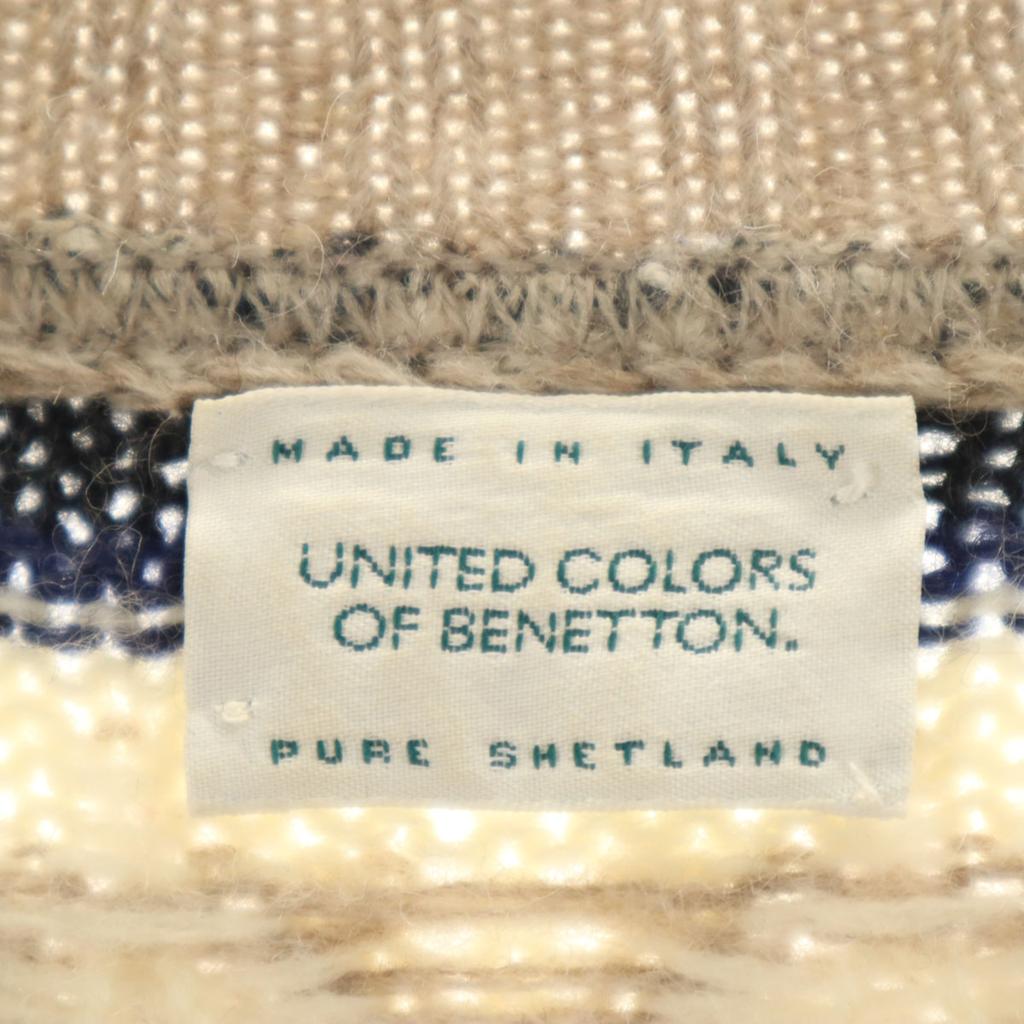 MADE IN ITALY
UNITED COLORS
OF BENETTON.
PURE SHETLAND